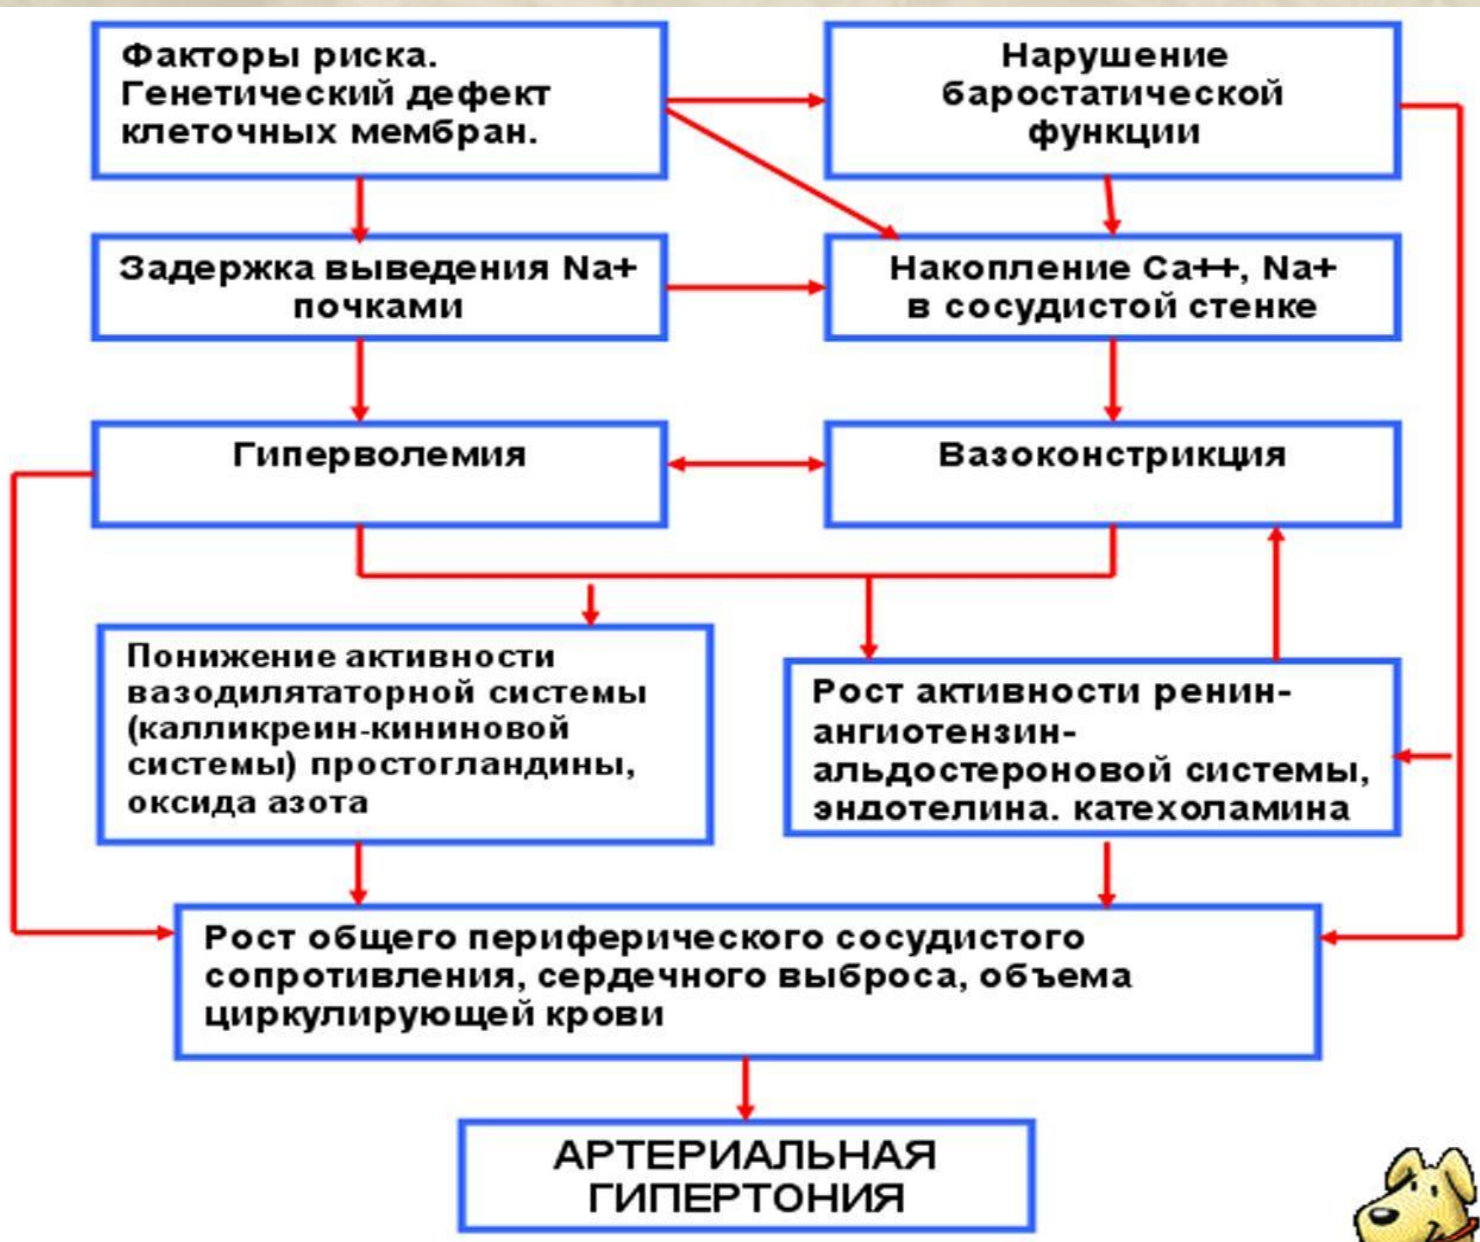 Факторы риска.
Генетический дефект
клеточных мембран.
Нарушение
баростатической
функции
Задержка выведения Na+
почками
Накопление Ca++, Na+
в сосудистой стенке
Гиперволемия
Вазоконстрикция
Понижение активности
вазодилятаторной системы
(калликреин-кининовой
системы) простогландины,
оксида азота
Рост активности ренин-
ангиотензин-
альдостероновой системы,
эндотелина. катехоламина
Рост общего периферического сосудистого
сопротивления, сердечного выброса, объема
циркулирующей крови
АРТЕРИАЛЬНАЯ
ГИПЕРТОНИЯ